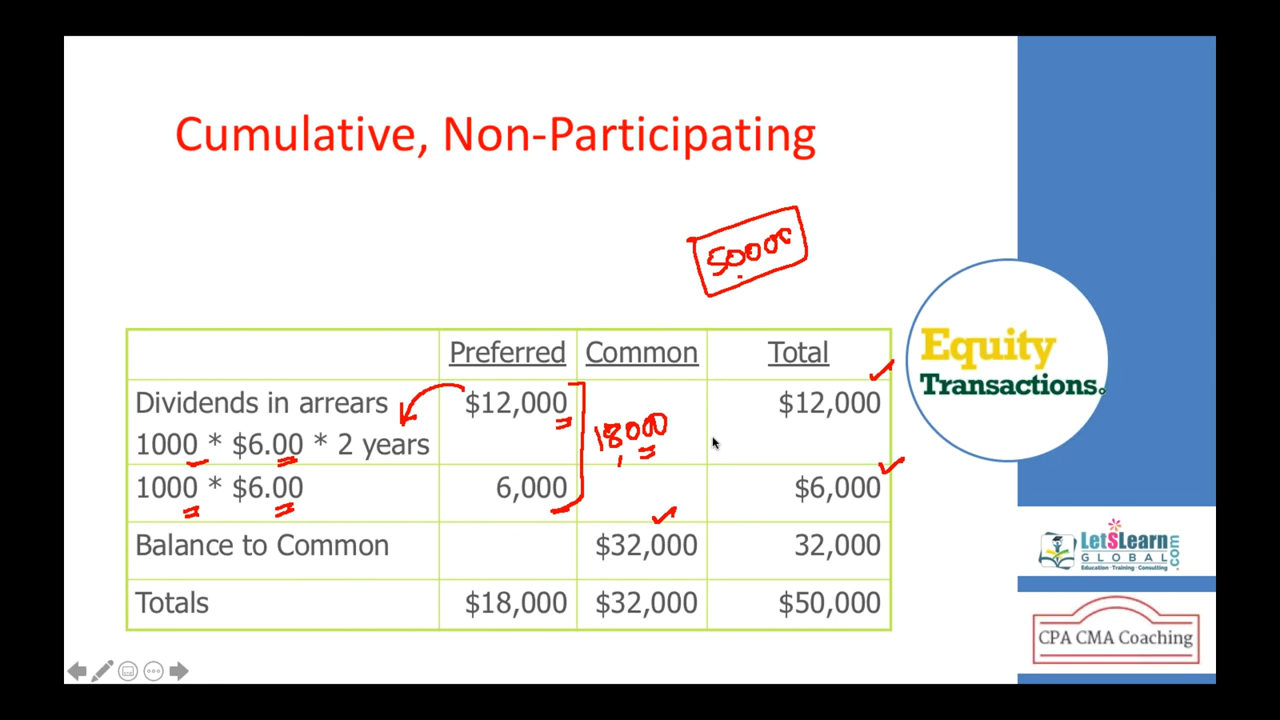 Cumulative, Non-Participating
50000
Preferred Common Total
Dividends in arrears $12,000 $12,000
1000 * $6.00 * 2 years
18000
1000 * $6.00 6,000 $6,000
Balance to Common $32,000 32,000
Totals $18,000 $32,000 $50,000
Equity
Transactions.
LetSLearn
GLOBAL.com
Education · Training · Consulting.
CPA CMA Coaching